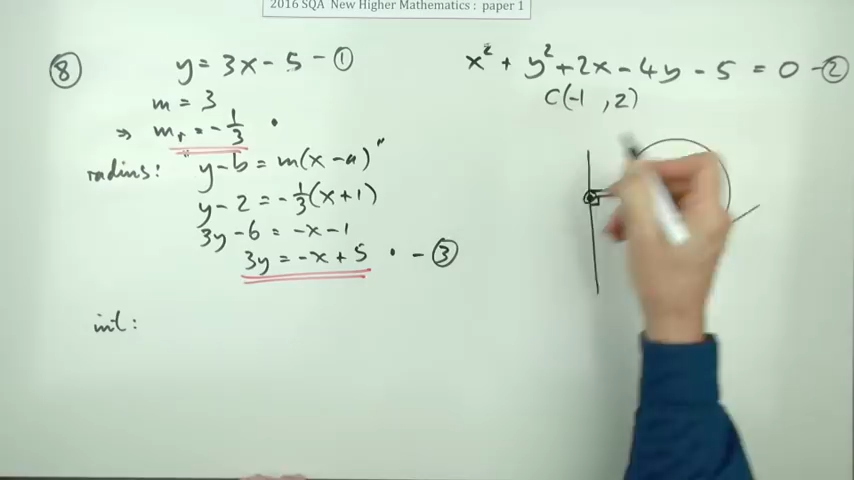 2016 SQA New Higher Mathematics : paper 1
⑧ y = 3x - 5 - ①
m = 3
⇒ m_r = -1/3 .
radius: "y - b = m(x - a)"
y - 2 = -1/3(x + 1)
3y - 6 = -x - 1
3y = -x + 5 . - ③
int:
x² + y² + 2x - 4y - 5 = 0 - ②
C(-1 , 2)